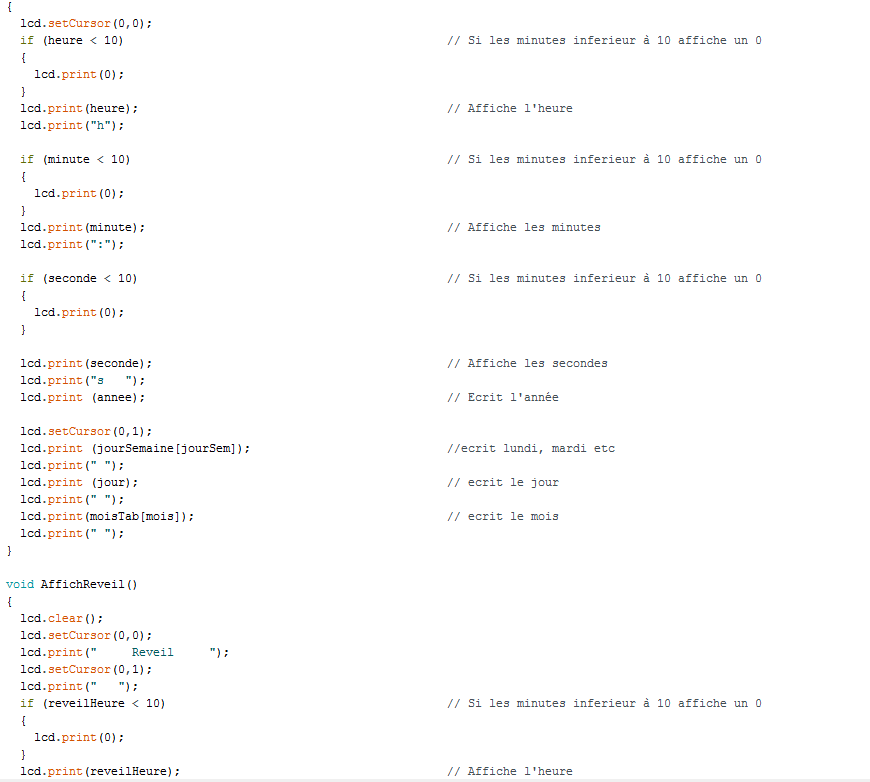 {
  lcd.setCursor(0,0);
  if (heure < 10)                                            // Si les minutes inferieur à 10 affiche un 0
  {
    lcd.print(0);
  }
  lcd.print(heure);                                          // Affiche l'heure
  lcd.print("h");

  if (minute < 10)                                           // Si les minutes inferieur à 10 affiche un 0
  {
    lcd.print(0);
  }
  lcd.print(minute);                                         // Affiche les minutes
  lcd.print(":");

  if (seconde < 10)                                          // Si les minutes inferieur à 10 affiche un 0
  {
    lcd.print(0);
  }

  lcd.print(seconde);                                        // Affiche les secondes
  lcd.print("s   ");
  lcd.print (annee);                                         // Ecrit l'année

  lcd.setCursor(0,1);
  lcd.print (jourSemaine[jourSem]);                          //ecrit lundi, mardi etc
  lcd.print(" ");
  lcd.print (jour);                                          // ecrit le jour
  lcd.print(" ");
  lcd.print(moisTab[mois]);                                  // ecrit le mois
  lcd.print(" ");
}

void AffichReveil()
{
  lcd.clear();
  lcd.setCursor(0,0);
  lcd.print("     Reveil     ");
  lcd.setCursor(0,1);
  lcd.print("   ");
  if (reveilHeure < 10)                                      // Si les minutes inferieur à 10 affiche un 0
  {
    lcd.print(0);
  }
  lcd.print(reveilHeure);                                    // Affiche l'heure